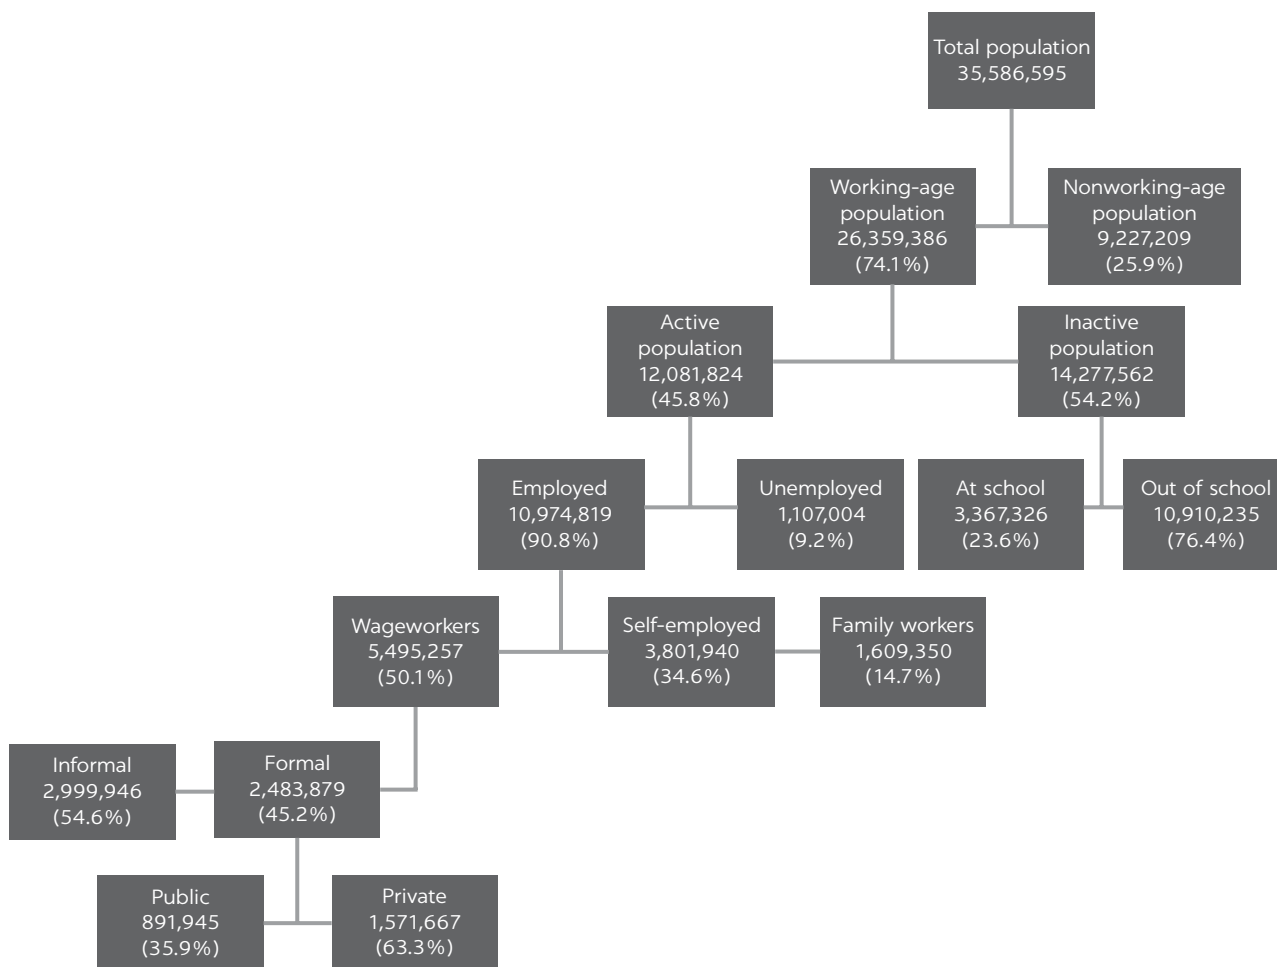 Total population
35,586,595
Working-age
population
26,359,386
(74.1%)
Nonworking-age
population
9,227,209
(25.9%)
Active
population
12,081,824
(45.8%)
Inactive
population
14,277,562
(54.2%)
Employed
10,974,819
(90.8%)
Unemployed
1,107,004
(9.2%)
At school
3,367,326
(23.6%)
Out of school
10,910,235
(76.4%)
Wageworkers
5,495,257
(50.1%)
Self-employed
3,801,940
(34.6%)
Family workers
1,609,350
(14.7%)
Informal
2,999,946
(54.6%)
Formal
2,483,879
(45.2%)
Public
891,945
(35.9%)
Private
1,571,667
(63.3%)